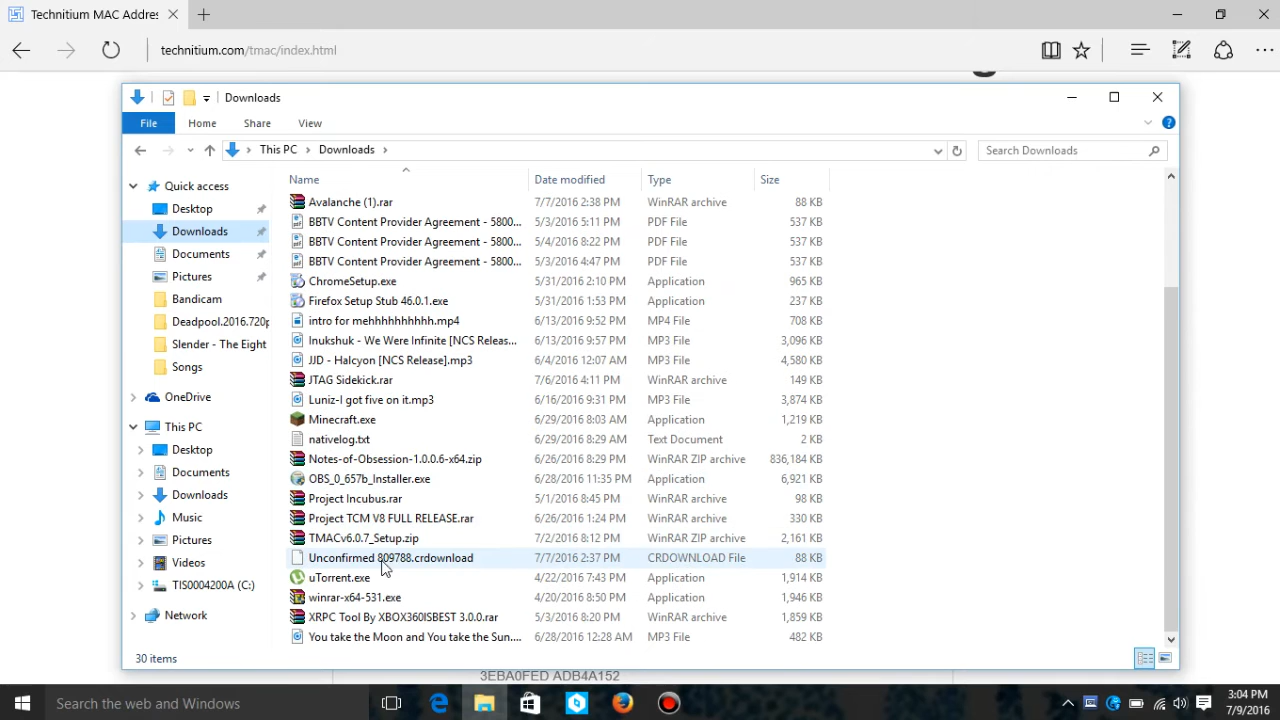 Technitium MAC Addres
technitium.com/tmac/index.html
Downloads
File Home Share View
This PC Downloads
Search Downloads
Name Date modified Type Size
Quick access
Desktop
Downloads
Documents
Pictures
Bandicam
Deadpool.2016.720p
Slender - The Eight
Songs
OneDrive
This PC
Desktop
Documents
Downloads
Music
Pictures
Videos
TIS0004200A (C:)
Network
Avalanche (1).rar 7/7/2016 2:38 PM WinRAR archive 88 KB
BBTV Content Provider Agreement - 5800... 5/3/2016 5:11 PM PDF File 537 KB
BBTV Content Provider Agreement - 5800... 5/4/2016 8:22 PM PDF File 537 KB
BBTV Content Provider Agreement - 5800... 5/3/2016 4:47 PM PDF File 537 KB
ChromeSetup.exe 5/31/2016 2:10 PM Application 965 KB
Firefox Setup Stub 46.0.1.exe 5/31/2016 1:53 PM Application 237 KB
intro for mehhhhhhhhhh.mp4 6/13/2016 9:52 PM MP4 File 708 KB
Inukshuk - We Were Infinite [NCS Releas... 6/13/2016 9:57 PM MP3 File 3,096 KB
JJD - Halcyon [NCS Release].mp3 6/4/2016 12:07 AM MP3 File 4,580 KB
JTAG Sidekick.rar 7/6/2016 4:11 PM WinRAR archive 149 KB
Luniz-I got five on it.mp3 6/16/2016 9:31 PM MP3 File 3,874 KB
Minecraft.exe 6/29/2016 8:03 AM Application 1,219 KB
nativelog.txt 6/29/2016 8:29 AM Text Document 2 KB
Notes-of-Obsession-1.0.0.6-x64.zip 6/26/2016 8:29 PM WinRAR ZIP archive 836,184 KB
OBS_0_657b_Installer.exe 6/28/2016 11:35 PM Application 6,921 KB
Project Incubus.rar 5/1/2016 8:45 PM WinRAR archive 98 KB
Project TCM V8 FULL RELEASE.rar 6/26/2016 1:24 PM WinRAR archive 330 KB
TMACv6.0.7_Setup.zip 7/2/2016 8:12 PM WinRAR ZIP archive 2,161 KB
Unconfirmed 809788.crdownload 7/7/2016 2:37 PM CRDOWNLOAD File 88 KB
uTorrent.exe 4/22/2016 7:43 PM Application 1,914 KB
winrar-x64-531.exe 4/20/2016 8:50 PM Application 1,946 KB
XRPC Tool By XBOX360ISBEST 3.0.0.rar 5/3/2016 8:20 PM WinRAR archive 1,859 KB
You take the Moon and You take the Sun.... 6/28/2016 12:28 AM MP3 File 482 KB
30 items
3EBA0FED ADB4A152
Search the web and Windows
3:04 PM
7/9/2016